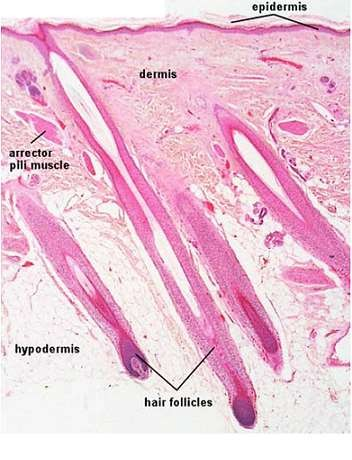 epidermis
dermis
arrector
pili muscle
hypodermis
hair follicles